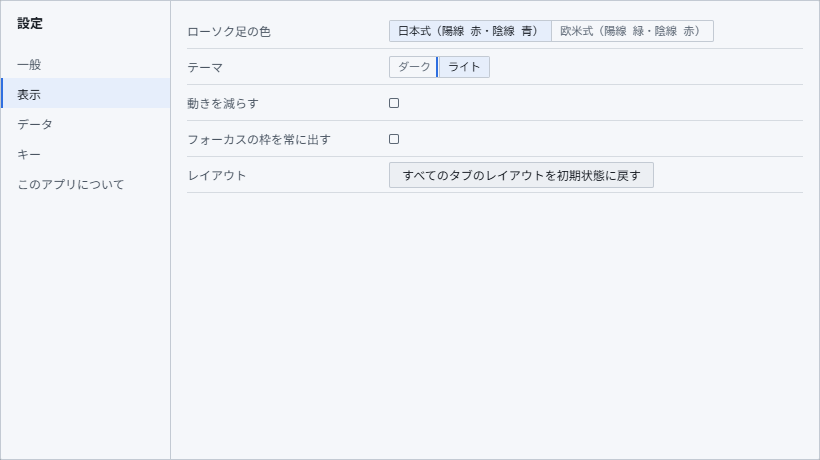 設定
一般
表示
データ
キー
このアプリについて
ローソク足の色 日本式（陽線 赤・陰線 青） 欧米式（陽線 緑・陰線 赤）
テーマ ダーク ライト
動きを減らす
フォーカスの枠を常に出す
レイアウト すべてのタブのレイアウトを初期状態に戻す